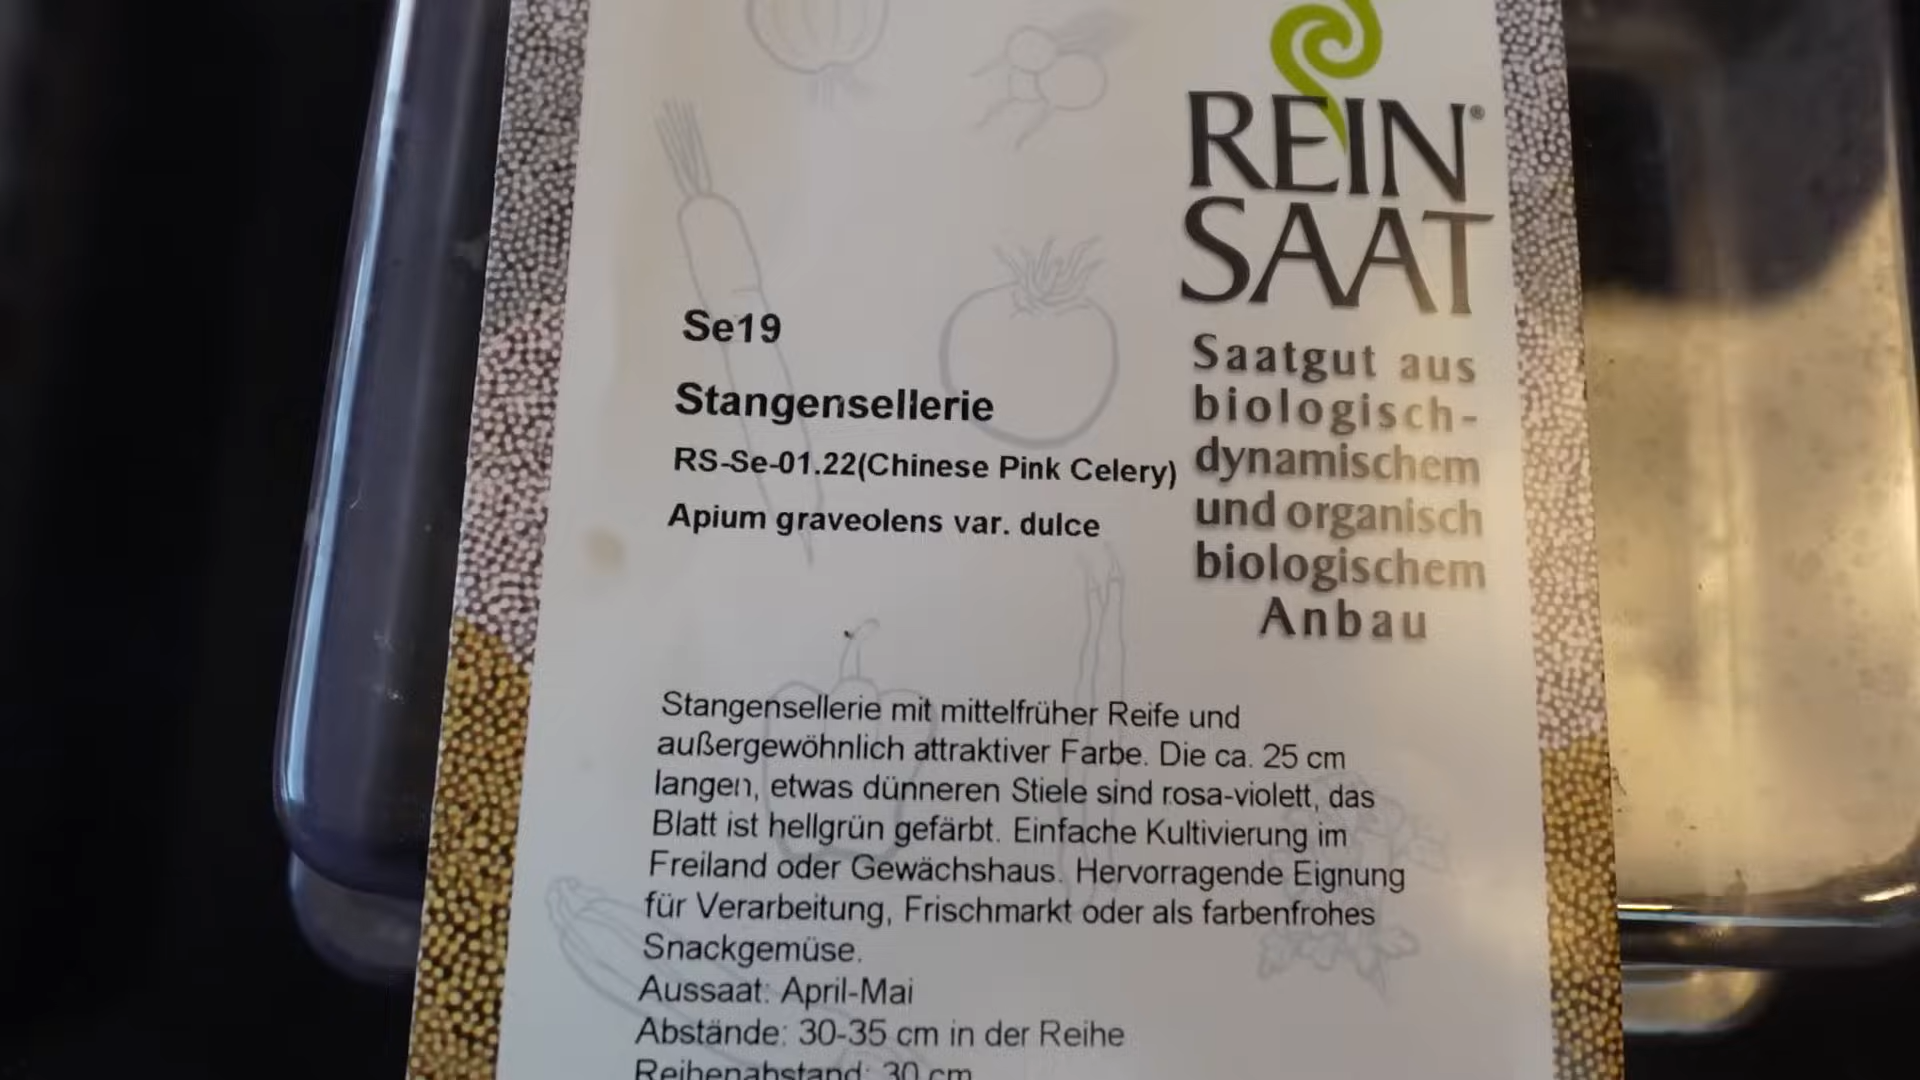 REIN®
SAAT
Saatgut aus
biologisch-
dynamischem
und organisch
biologischem
Anbau
Se19
Stangensellerie
RS-Se-01.22(Chinese Pink Celery)
Apium graveolens var. dulce
Stangensellerie mit mittelfrüher Reife und
außergewöhnlich attraktiver Farbe. Die ca. 25 cm
langen, etwas dünneren Stiele sind rosa-violett, das
Blatt ist hellgrün gefärbt. Einfache Kultivierung im
Freiland oder Gewächshaus. Hervorragende Eignung
für Verarbeitung, Frischmarkt oder als farbenfrohes
Snackgemüse.
Aussaat: April-Mai
Abstände: 30-35 cm in der Reihe
Reihenabstand: 30 cm